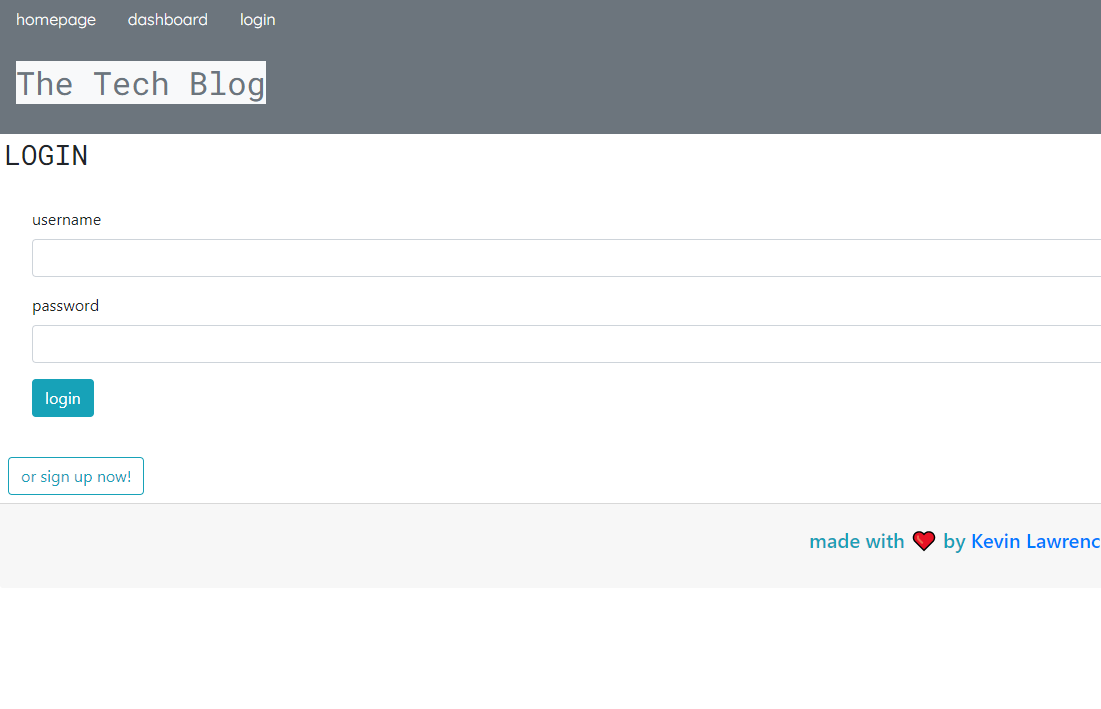 homepage dashboard login
The Tech Blog
LOGIN
username
password
login
or sign up now!
made with ❤️ by Kevin Lawrenc